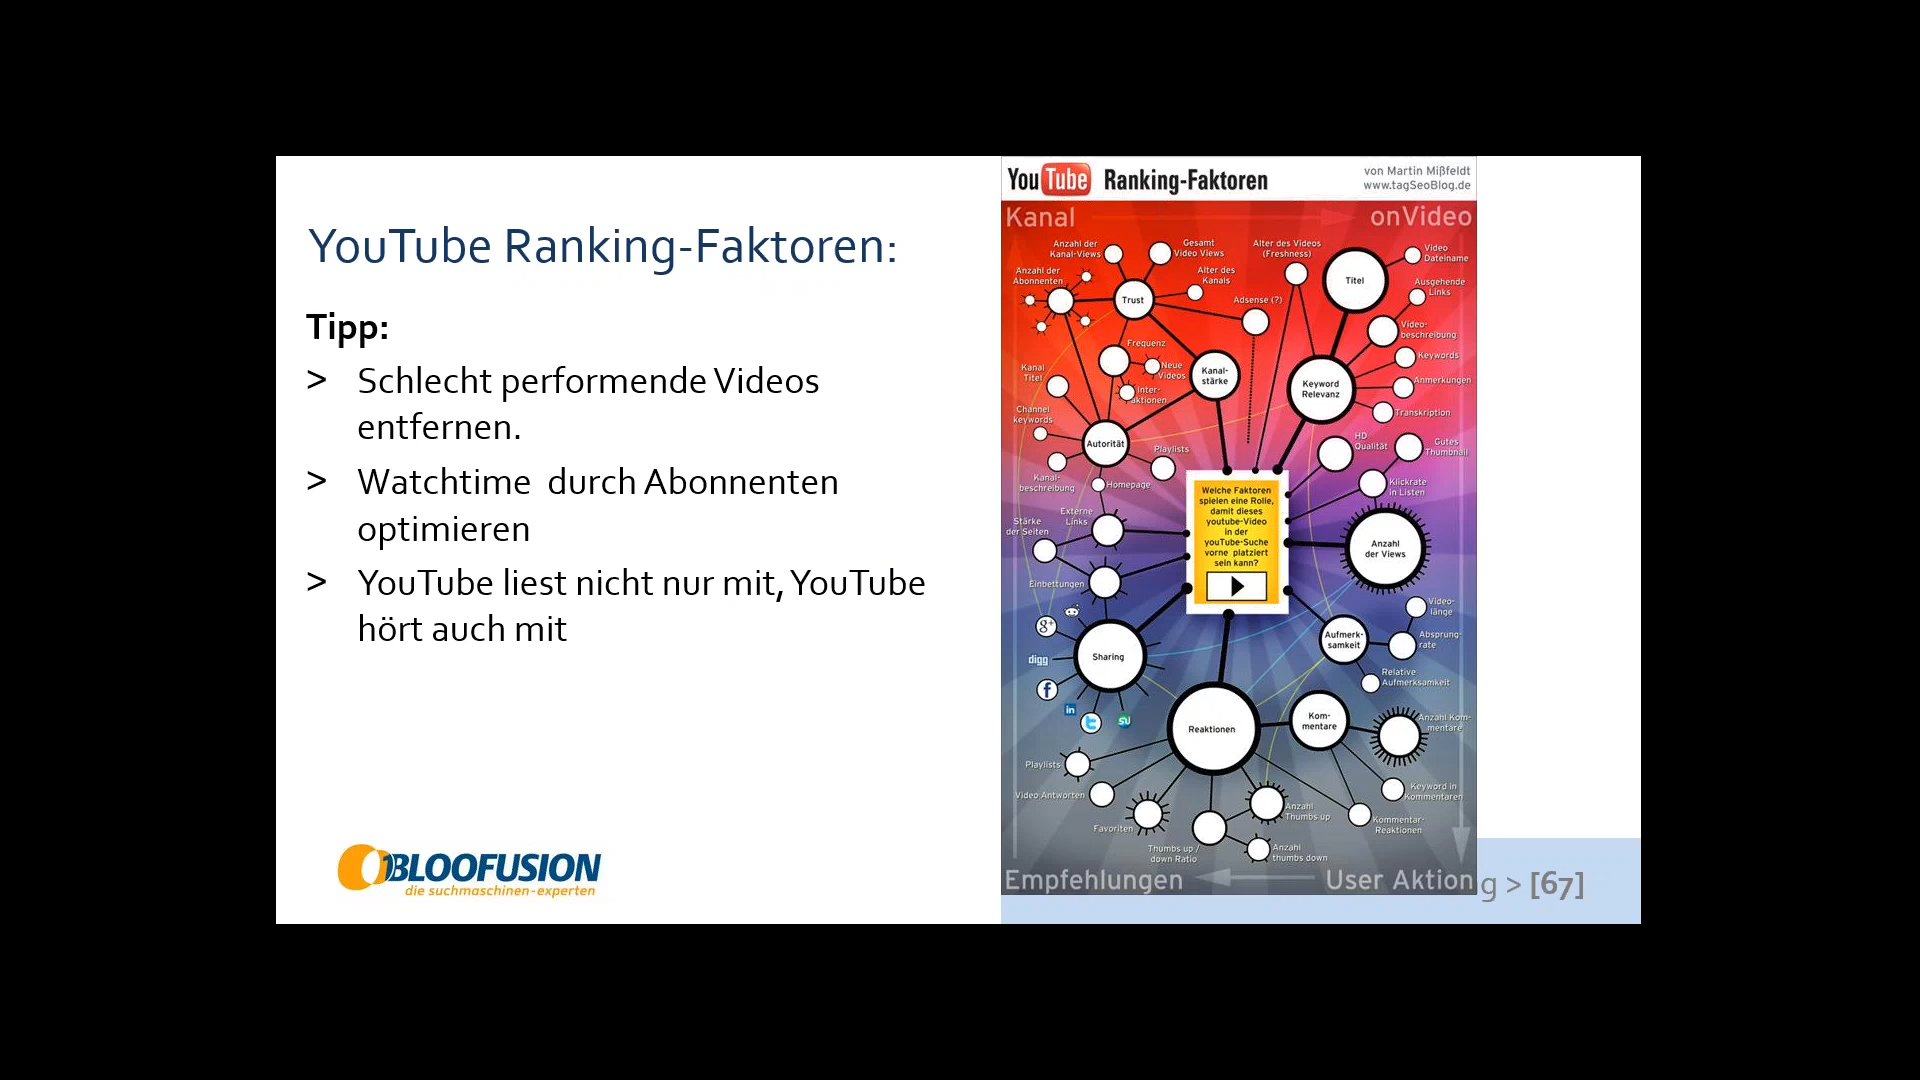 YouTube Ranking-Faktoren:
Tipp:
> Schlecht performende Videos
entfernen.
> Watchtime durch Abonnenten
optimieren
> YouTube liest nicht nur mit, YouTube
hört auch mit
BLOOFUSION
die suchmaschinen-experten
YouTube Ranking-Faktoren
von Martin Mißfeldt
www.tagSeoBlog.de
Kanal
onVideo
Anzahl der
Kanal-Views
Gesamt
Video Views
Alter des Videos
(Freshness)
Video
Dateiname
Anzahl der
Abonnenten
Alter des
Kanals
Titel
Ausgehende
Links
Trust
Adsense (?)
Video-
beschreibung
Frequenz
Keywords
Kanal
Titel
Neue
Videos
Kanal-
stärke
Keyword
Relevanz
Anmerkungen
Inter-
aktionen
Channel
keywords
Transkription
Autorität
Playlists
HD
Qualität
Gutes
Thumbnail
Kanal-
beschreibung
Homepage
Klickrate
in Listen
Welche Faktoren
spielen eine Rolle,
damit dieses
youtube-Video
in der
youTube-Suche
vorne platziert
sein kann?
Externe
Links
Stärke
der Seiten
Anzahl
der Views
Einbettungen
Video-
länge
g+
Aufmerk-
samkeit
Absprung-
rate
digg
Sharing
Relative
Aufmerksamkeit
f
in
t
SU
Reaktionen
Kom-
mentare
Anzahl Kom-
mentare
Playlists
Video Antworten
Keyword in
Kommentaren
Favoriten
Anzahl
Thumbs up
Kommentar-
Reaktionen
Thumbs up /
down Ratio
Anzahl
thumbs down
Empfehlungen
User Aktion
g > [67]